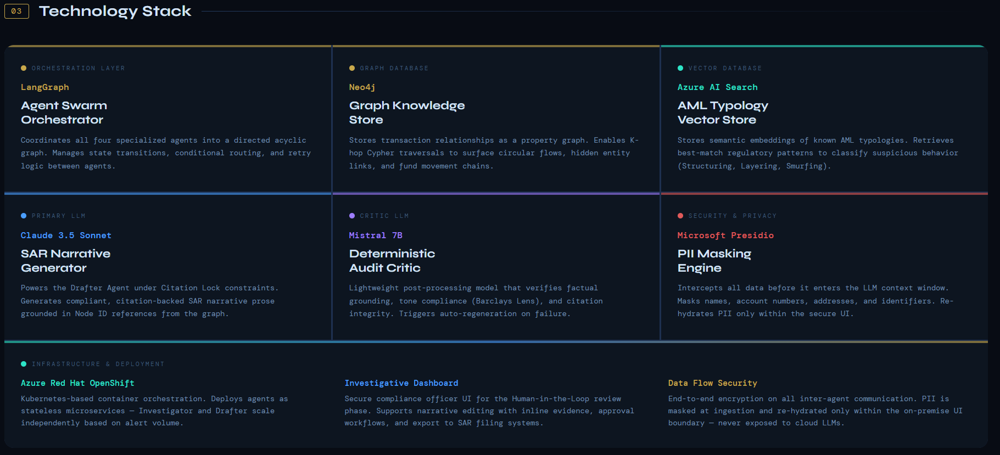 03
Technology Stack
ORCHESTRATION LAYER
LangGraph
Agent Swarm
Orchestrator
Coordinates all four specialized agents into a directed acyclic
graph. Manages state transitions, conditional routing, and retry
logic between agents.
GRAPH DATABASE
Neo4j
Graph Knowledge
Store
Stores transaction relationships as a property graph. Enables K-
hop Cypher traversals to surface circular flows, hidden entity
links, and fund movement chains.
VECTOR DATABASE
Azure AI Search
AML Typology
Vector Store
Stores semantic embeddings of known AML typologies. Retrieves
best-match regulatory patterns to classify suspicious behavior
(Structuring, Layering, Smurfing).
PRIMARY LLM
Claude 3.5 Sonnet
SAR Narrative
Generator
Powers the Drafter Agent under Citation Lock constraints.
Generates compliant, citation-backed SAR narrative prose
grounded in Node ID references from the graph.
CRITIC LLM
Mistral 7B
Deterministic
Audit Critic
Lightweight post-processing model that verifies factual
grounding, tone compliance (Barclays Lens), and citation
integrity. Triggers auto-regeneration on failure.
SECURITY & PRIVACY
Microsoft Presidio
PII Masking
Engine
Intercepts all data before it enters the LLM context window.
Masks names, account numbers, addresses, and identifiers. Re-
hydrates PII only within the secure UI.
INFRASTRUCTURE & DEPLOYMENT
Azure Red Hat OpenShift
Kubernetes-based container orchestration. Deploys agents as
stateless microservices — Investigator and Drafter scale
independently based on alert volume.
Investigative Dashboard
Secure compliance officer UI for the Human-in-the-Loop review
phase. Supports narrative editing with inline evidence, approval
workflows, and export to SAR filing systems.
Data Flow Security
End-to-end encryption on all inter-agent communication. PII is
masked at ingestion and re-hydrated only within the on-premise UI
boundary — never exposed to cloud LLMs.